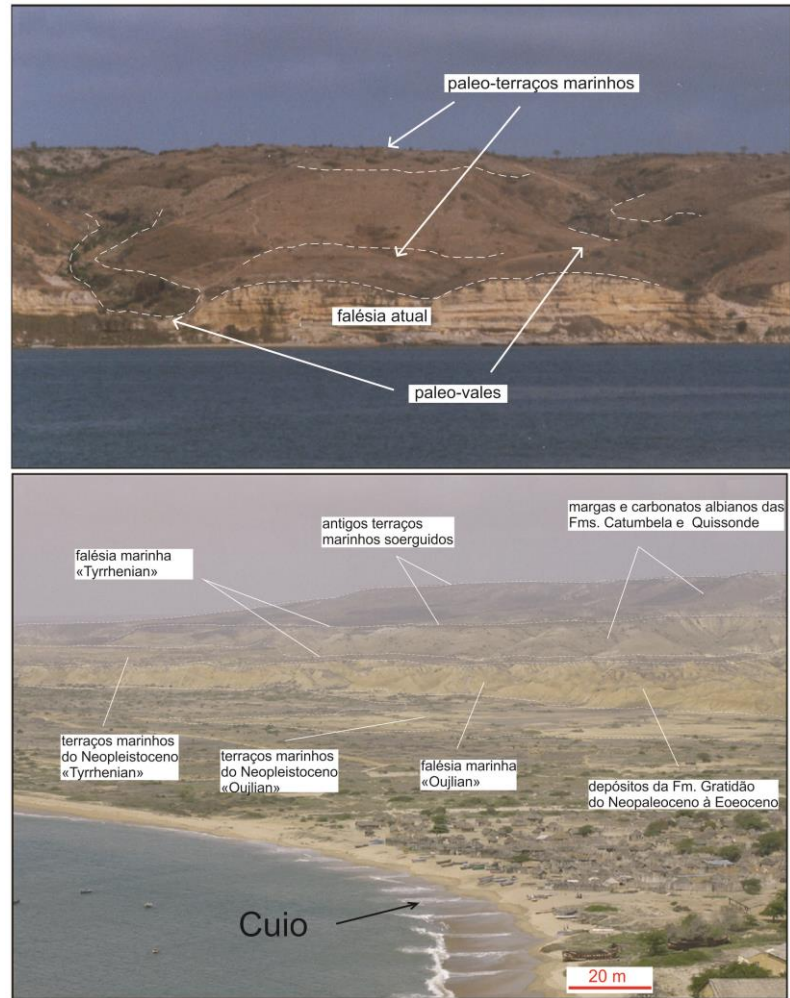 paleo-terraços marinhos
falésia atual
paleo-vales
margas e carbonatos albianos das
Fms. Catumbela e Quissonde
antigos terraços
marinhos soerguidos
falésia marinha
«Tyrrhenian»
terraços marinhos
do Neopleistoceno
«Tyrrhenian»
terraços marinhos
do Neopleistoceno
«Oujlian»
falésia marinha
«Oujlian»
depósitos da Fm. Gratidão
do Neopaleoceno á Eoeoceno
Cuio
20 m